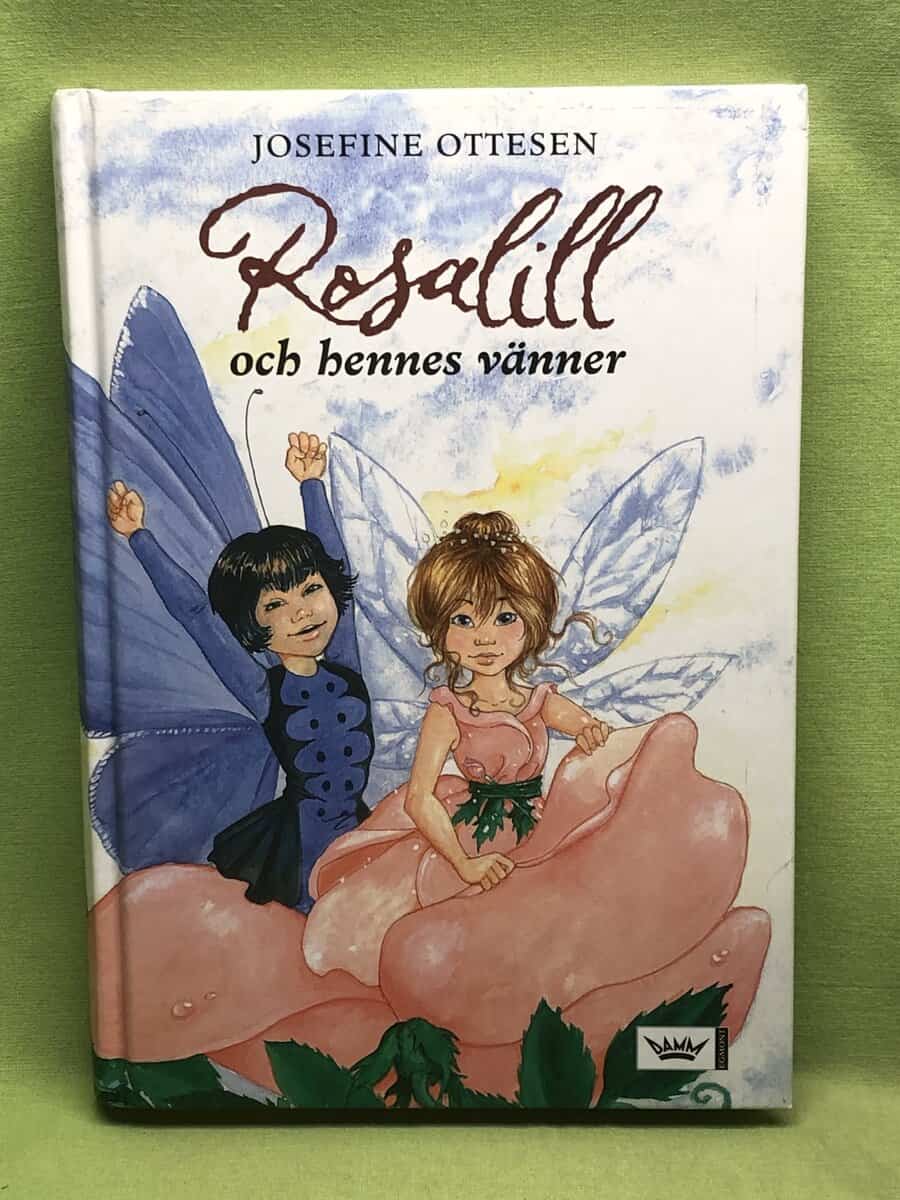 JOSEFINE OTTESEN
Rosalill
och hennes vänner
DAMM
EGMONT